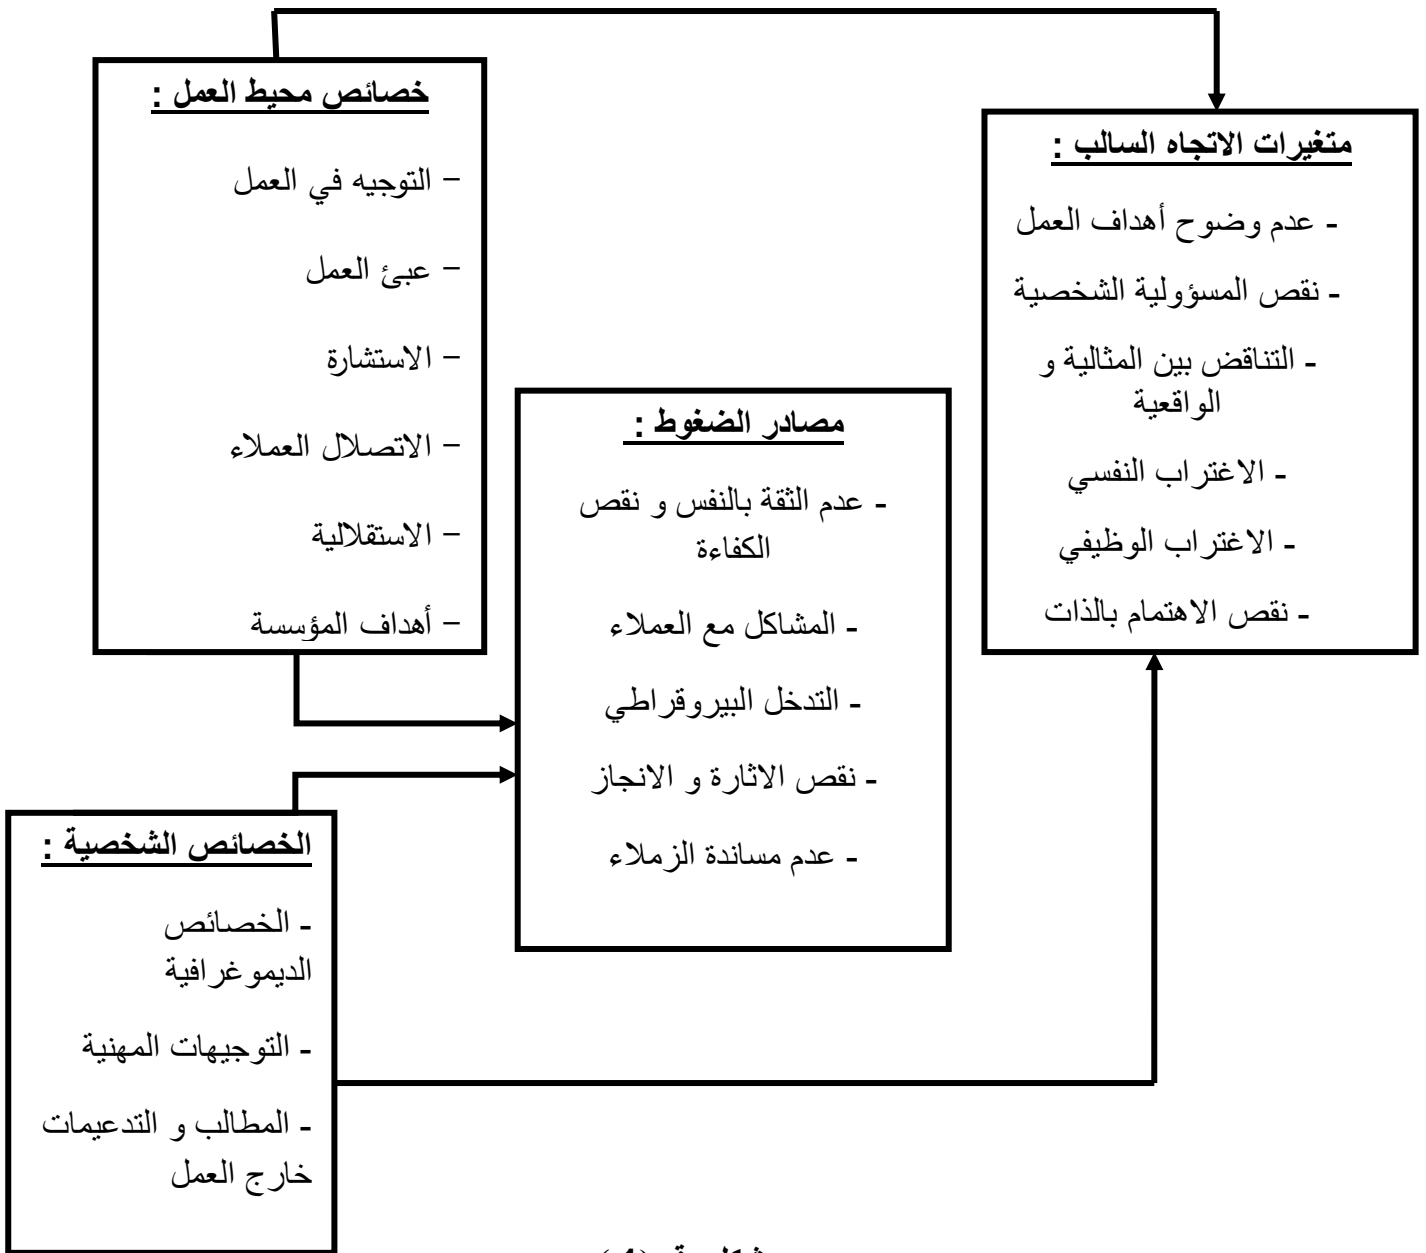 خصائص محيط العمل :
– التوجيه في العمل
– عبئ العمل
– الاستشارة
– الاتصلال العملاء
– الاستقلالية
– أهداف المؤسسة
متغيرات الاتجاه السالب :
- عدم وضوح أهداف العمل
- نقص المسؤولية الشخصية
- التناقض بين المثالية و
الواقعية
- الاغتراب النفسي
- الاغتراب الوظيفي
- نقص الاهتمام بالذات
مصادر الضغوط :
- عدم الثقة بالنفس و نقص
الكفاءة
- المشاكل مع العملاء
- التدخل البيروقراطي
- نقص الاثارة و الانجاز
- عدم مساندة الزملاء
الخصائص الشخصية :
- الخصائص
الديموغرافية
- التوجيهات المهنية
- المطالب و التدعيمات
خارج العمل